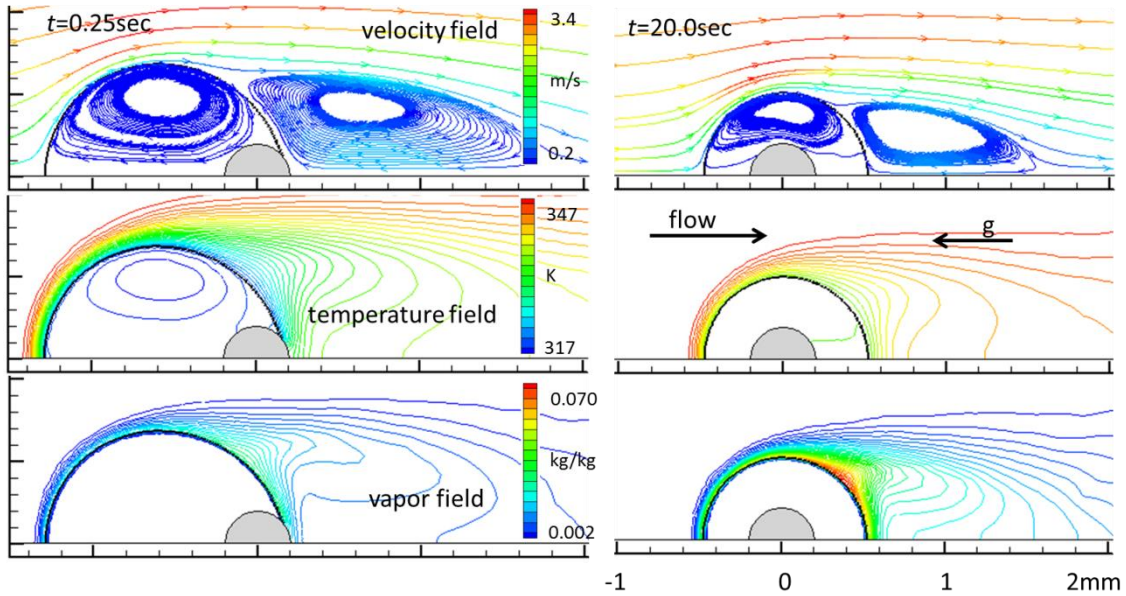 t=0.25sec
velocity field
3.4
m/s
0.2
t=20.0sec
347
K
317
temperature field
flow
g
0.070
kg/kg
0.002
vapor field
-1 0 1 2mm